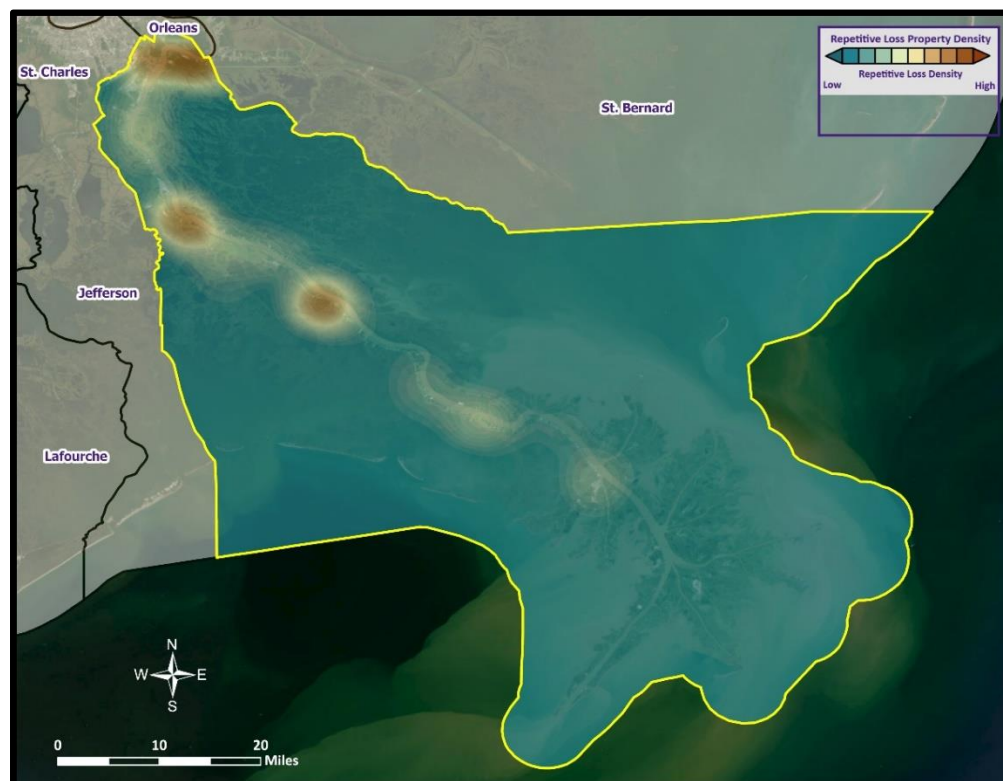 Orleans
St. Charles
St. Bernard
Jefferson
Lafourche
Repetitive Loss Property Density
Repetitive Loss Density
Low High
N
W E
S
0 10 20
Miles